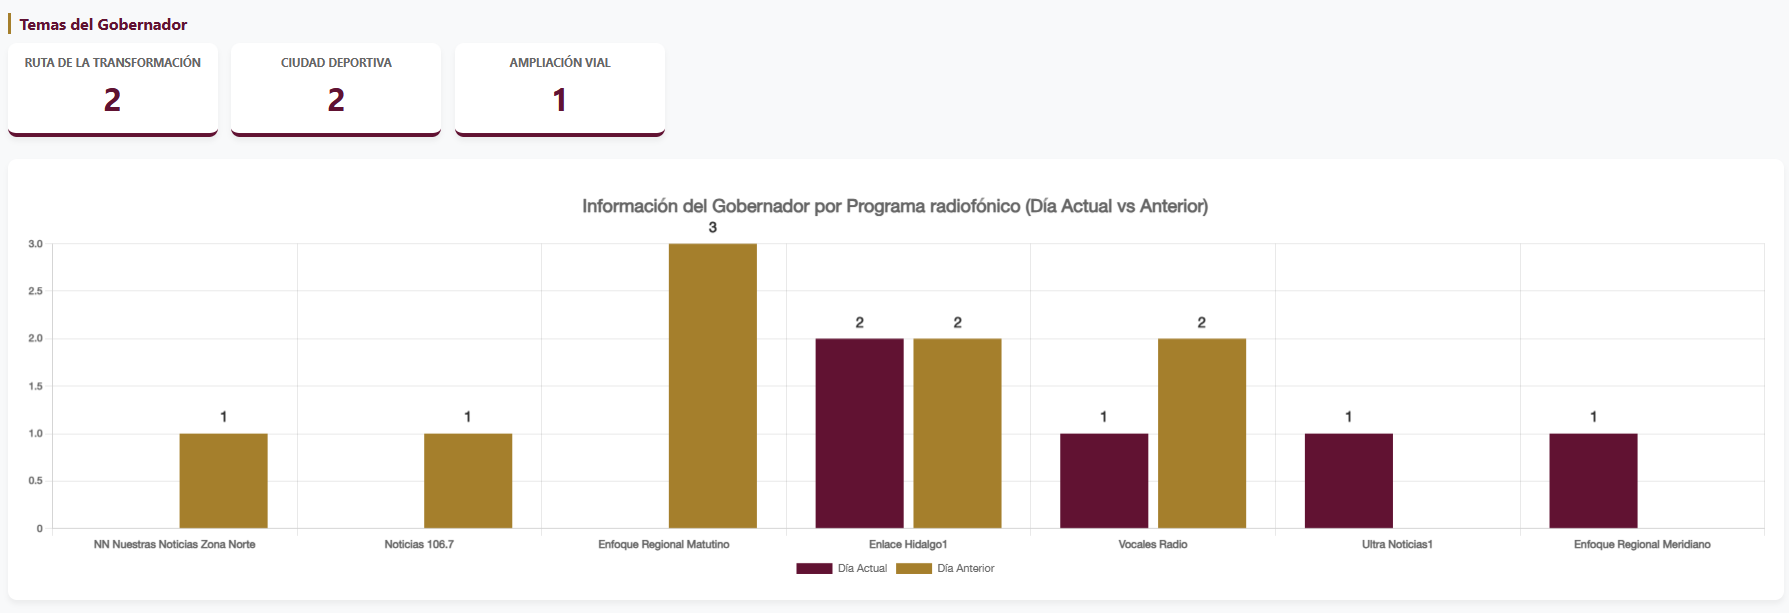 Temas del Gobernador
RUTA DE LA TRANSFORMACIÓN
2
CIUDAD DEPORTIVA
2
AMPLIACIÓN VIAL
1
Información del Gobernador por Programa radiofónico (Día Actual vs Anterior)
3.0
2.5
2.0
1.5
1.0
0.5
0
1
1
3
2
2
1
2
1
1
NN Nuestras Noticias Zona Norte
Noticias 106.7
Enfoque Regional Matutino
Enlace Hidalgo1
Vocales Radio
Ultra Noticias1
Enfoque Regional Meridiano
Día Actual
Día Anterior